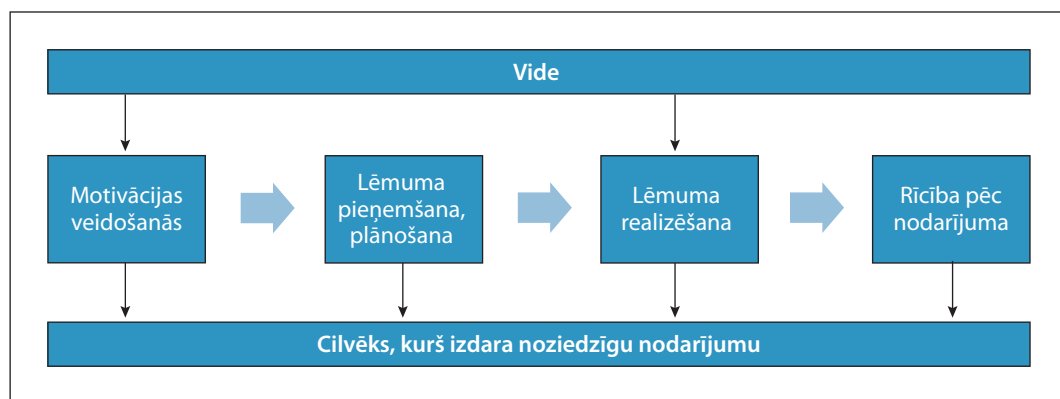 Vide
Motivācijas
veidošanās
Lēmuma
pieņemšana,
plānošana
Lēmuma
realizēšana
Rīcība pēc
nodarījuma
Cilvēks, kurš izdara noziedzīgu nodarījumu